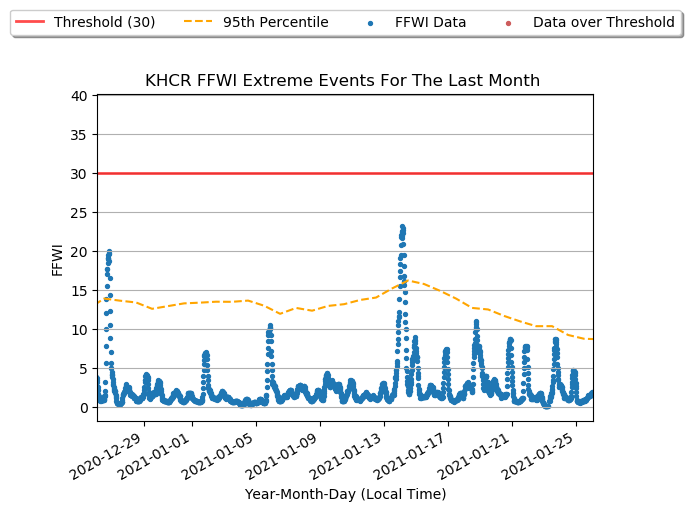 Threshold (30) 95th Percentile FFWI Data Data over Threshold
KHCR FFWI Extreme Events For The Last Month
40
35
30
25
20
15
10
5
0
FFWI
2020-12-29 2021-01-01 2021-01-05 2021-01-09 2021-01-13 2021-01-17 2021-01-21 2021-01-25
Year-Month-Day (Local Time)